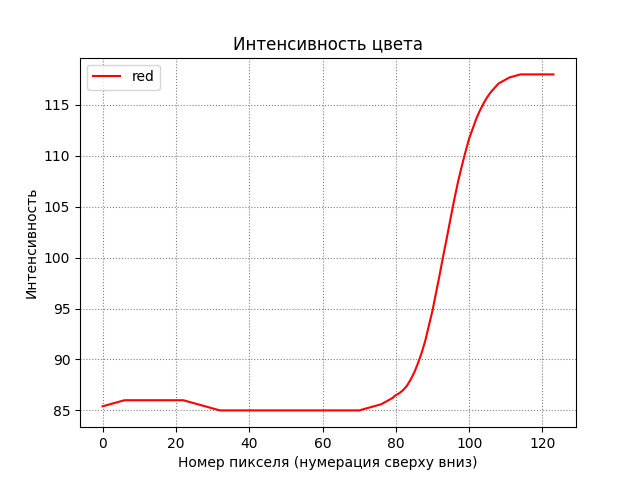 Интенсивность цвета
red
Интенсивность
115
110
105
100
95
90
85
0 20 40 60 80 100 120
Номер пикселя (нумерация сверху вниз)